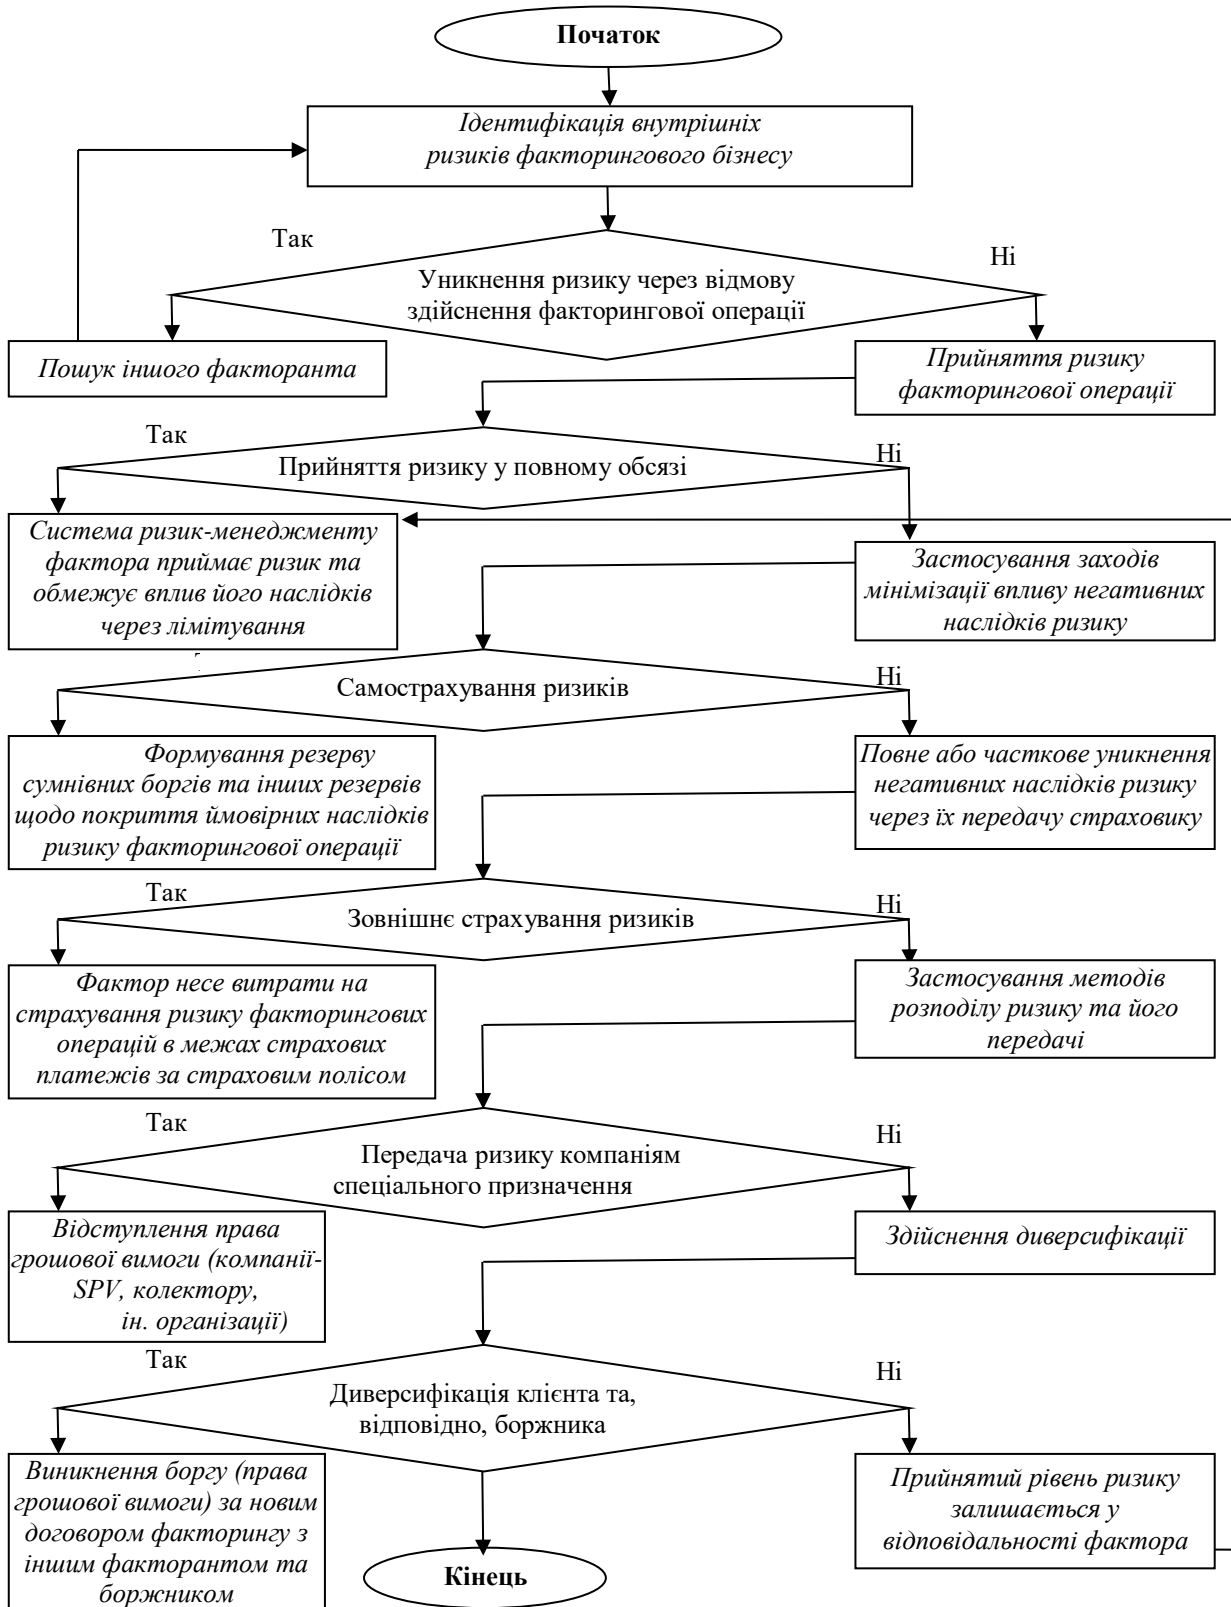 Початок
Ідентифікація внутрішніх
ризиків факторингового бізнесу
Так
Ні
Уникнення ризику через відмову
здійснення факторингової операції
Пошук іншого факторанта
Прийняття ризику
факторингової операції
Так
Ні
Прийняття ризику у повному обсязі
Система ризик-менеджменту
фактора приймає ризик та
обмежує вплив його наслідків
через лімітування
Застосування заходів
мінімізації впливу негативних
наслідків ризику
Ні
Самострахування ризиків
Формування резерву
сумнівних боргів та інших резервів
щодо покриття ймовірних наслідків
ризику факторингової операції
Повне або часткове уникнення
негативних наслідків ризику
через їх передачу страховику
Так
Ні
Зовнішнє страхування ризиків
Фактор несе витрати на
страхування ризику факторингових
операцій в межах страхових
платежів за страховим полісом
Застосування методів
розподілу ризику та його
передачі
Так
Ні
Передача ризику компаніям
спеціального призначення
Відступлення права
грошової вимоги (компанії-
SPV, колектору,
ін. організації)
Здійснення диверсифікації
Так
Ні
Диверсифікація клієнта та,
відповідно, боржника
Виникнення боргу (права
грошової вимоги) за новим
договором факторингу з
іншим факторантом та
боржником
Прийнятий рівень ризику
залишається у
відповідальності фактора
Кінець